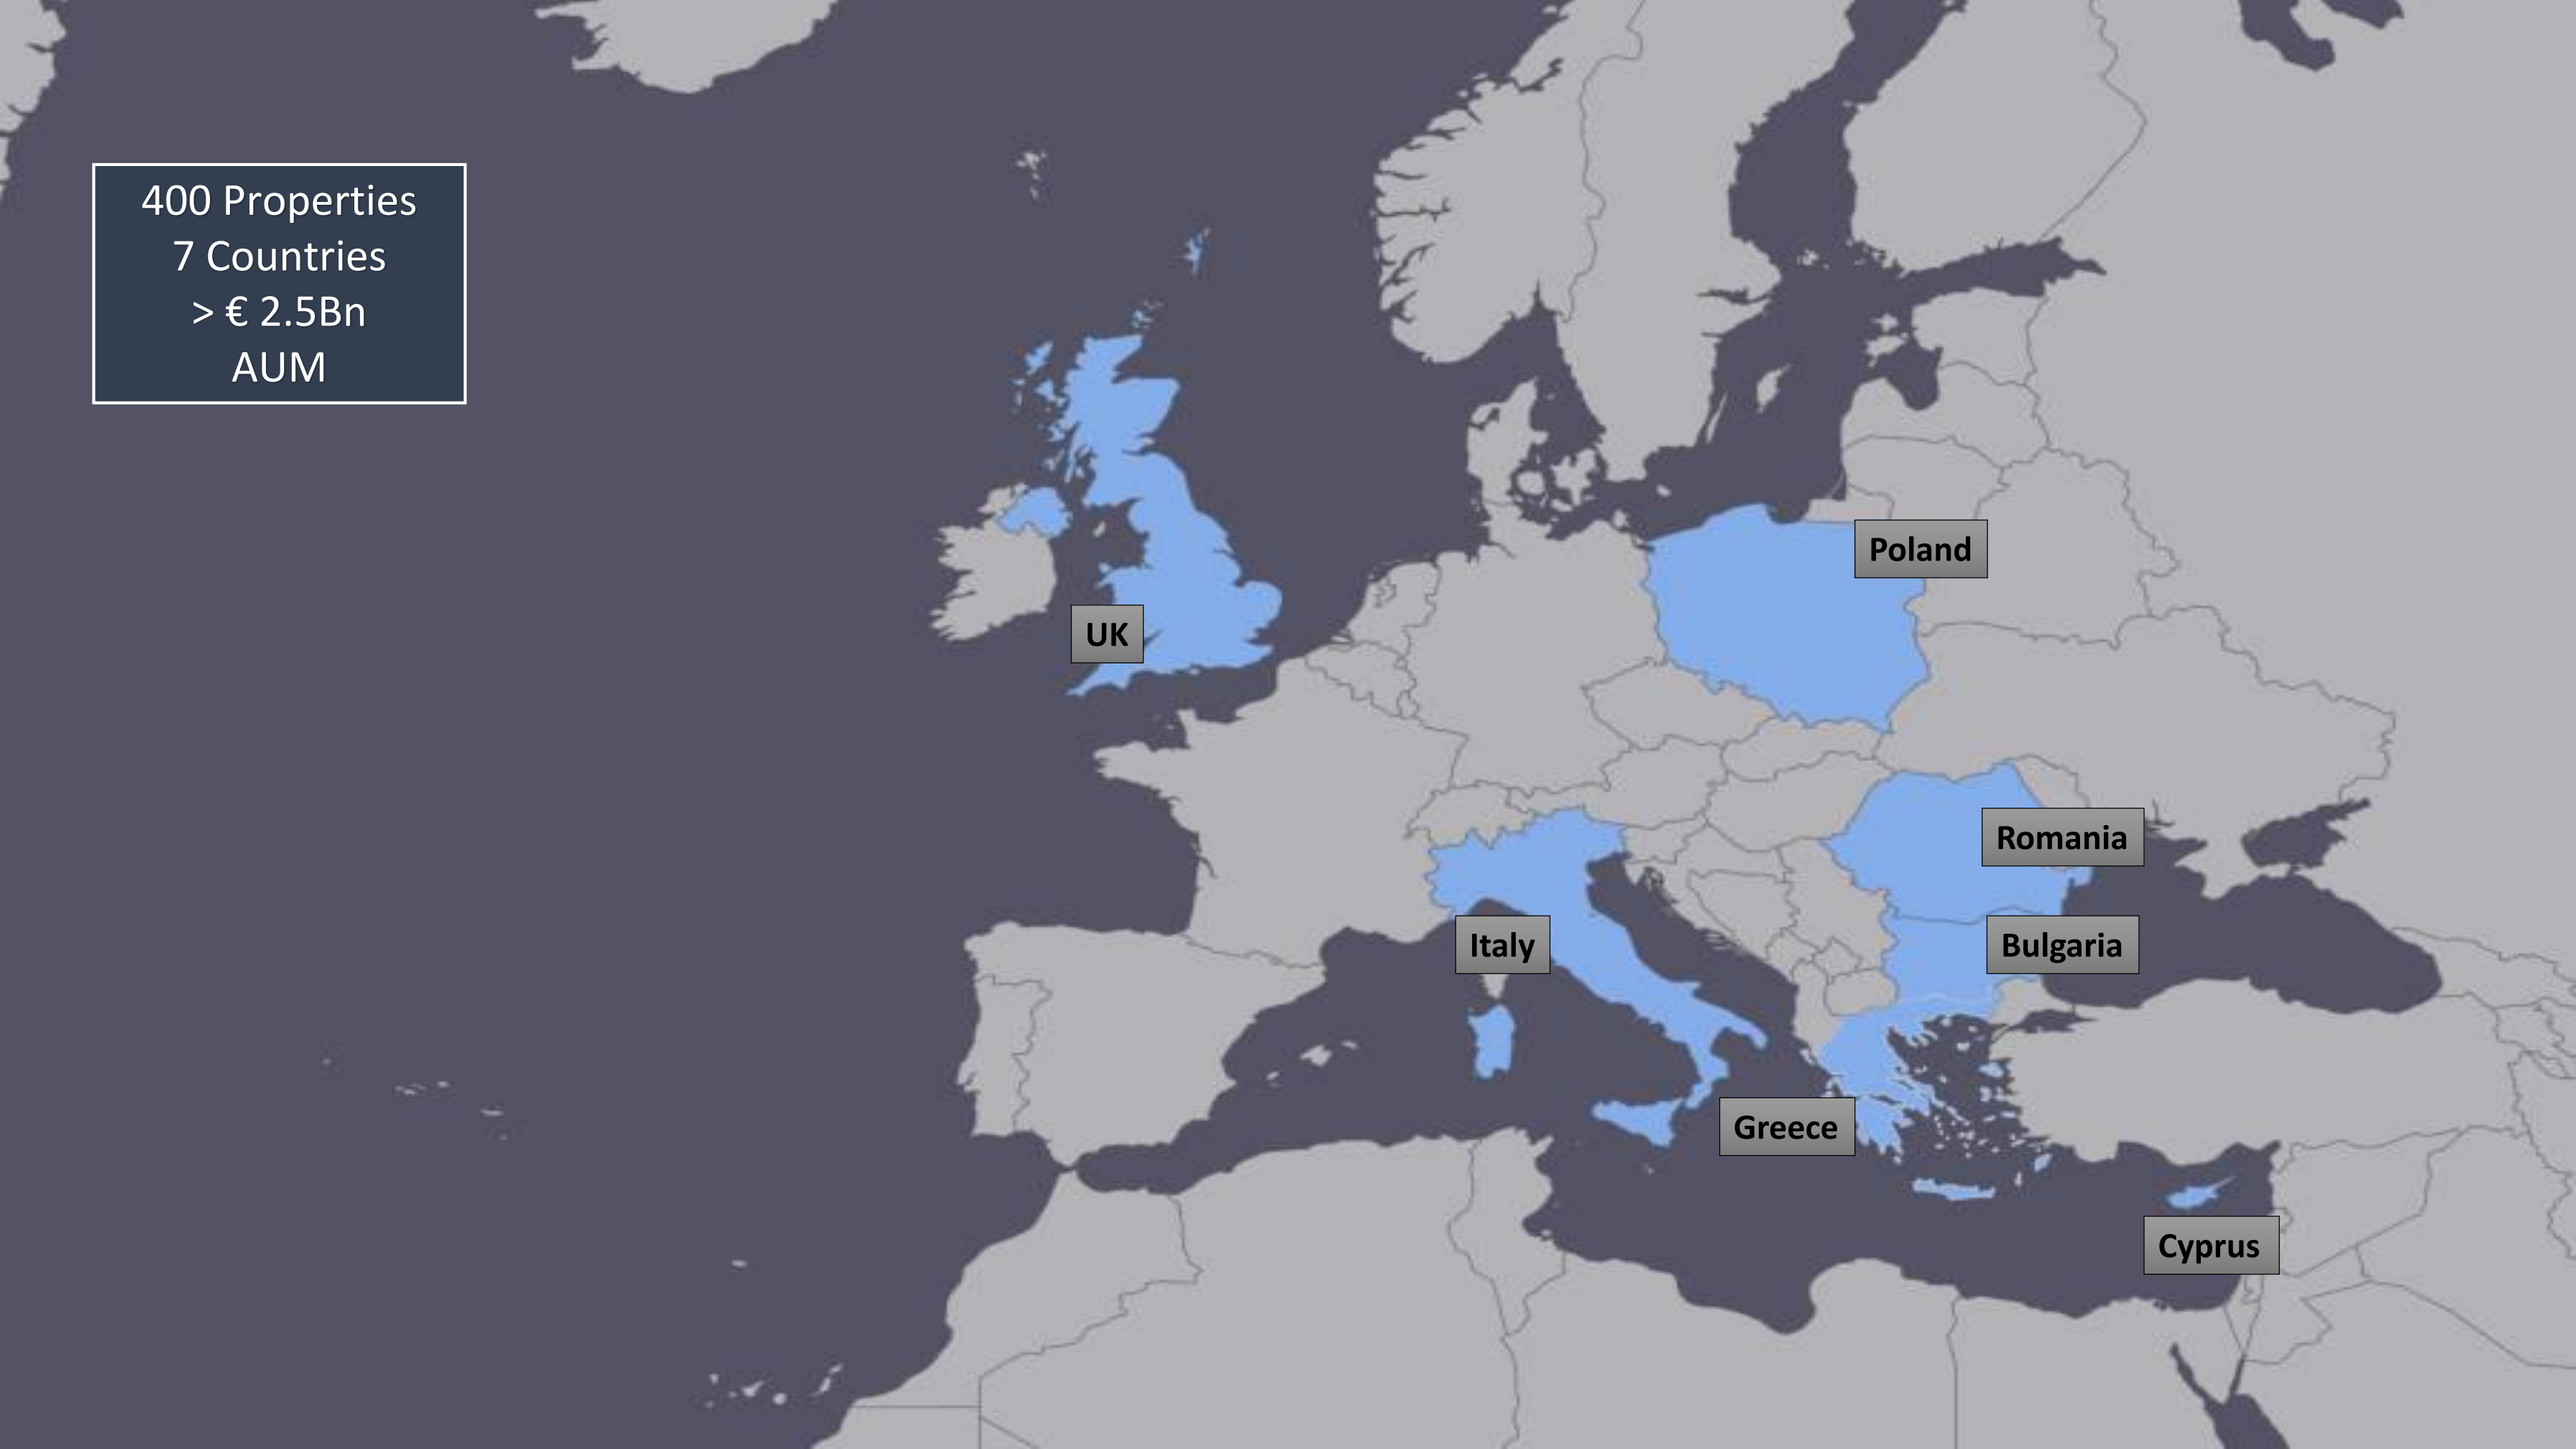 400 Properties
7 Countries
> € 2.5Bn
AUM
Poland
UK
Romania
Italy
Bulgaria
Greece
Cyprus